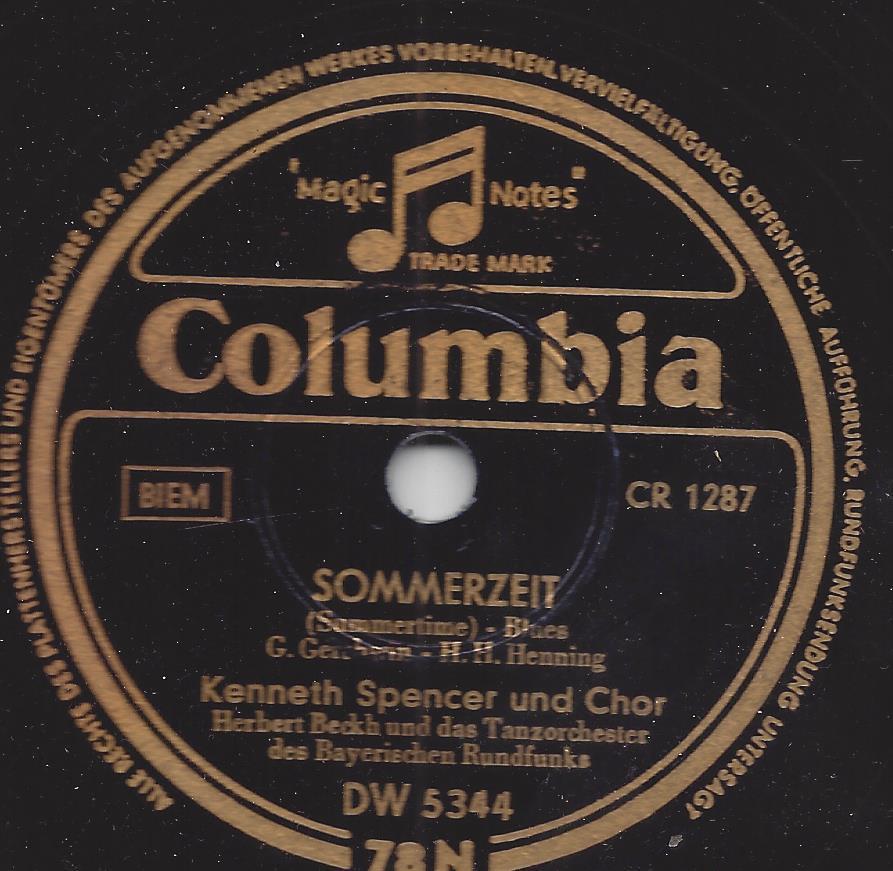 ALLE RECHTE DES PLATTENHERSTELLERS UND EIGENTÜMERS DES AUFGENOMMENEN WERKES VORBEHALTEN, VERVIELFÄLTIGUNG, ÖFFENTLICHE AUFFÜHRUNG, RUNDFUNKSENDUNG UNTERSAGT
"Magic Notes"
TRADE MARK
Columbia
BIEM
CR 1287
SOMMERZEIT
(Summertime) - Blues
G. Gershwin - H. H. Henning
Kenneth Spencer und Chor
Herbert Beckh und das Tanzorchester
des Bayerischen Rundfunks
DW 5344
78 N